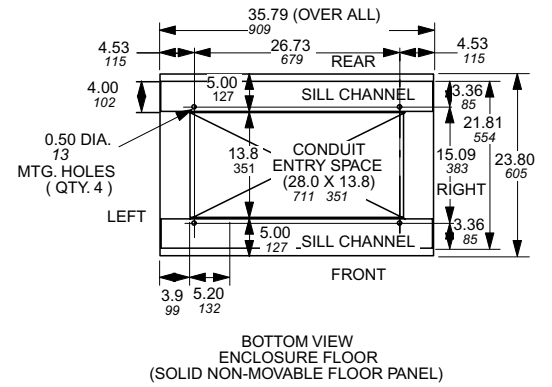 35.79 (OVER ALL)
909
4.53
115
26.73
679
4.53
115
REAR
4.00
102
5.00
127
SILL CHANNEL
3.36
85
21.81
554
0.50 DIA.
13
MTG. HOLES
( QTY. 4 )
13.8
351
CONDUIT
ENTRY SPACE
(28.0 X 13.8)
711 351
15.09
383
23.80
605
RIGHT
LEFT
5.00
127
SILL CHANNEL
3.36
85
3.9
99
5.20
132
FRONT
BOTTOM VIEW
ENCLOSURE FLOOR
(SOLID NON-MOVABLE FLOOR PANEL)